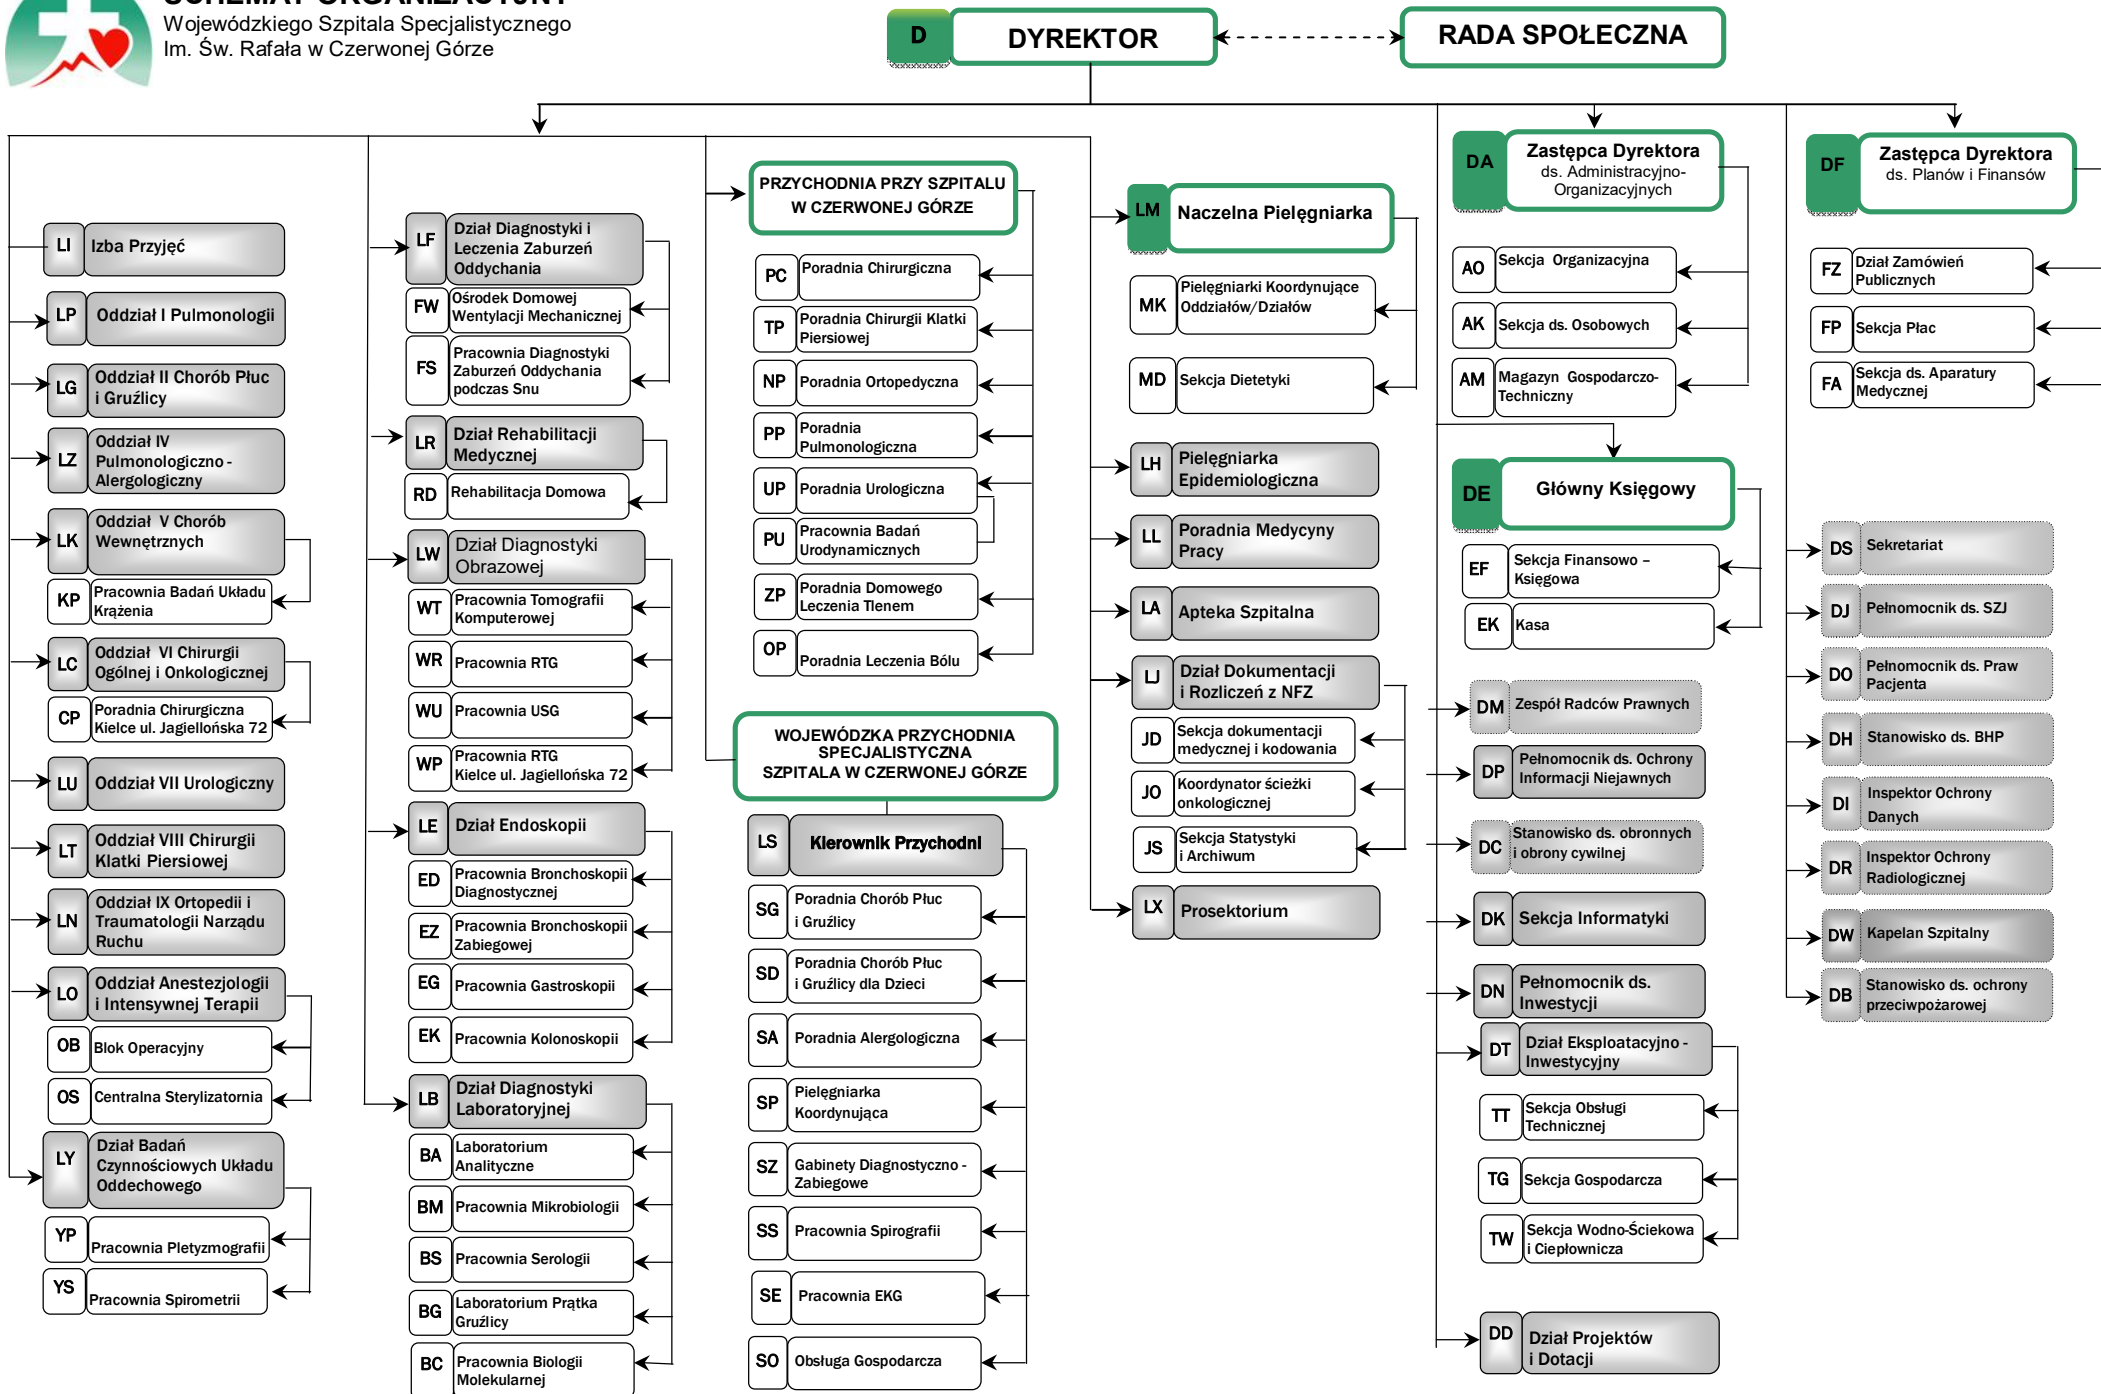 SCHEMAT ORGANIZACYJNY
Wojewódzkiego Szpitala Specjalistycznego
Im. Św. Rafała w Czerwonej Górze
D
DYREKTOR
RADA SPOŁECZNA
LI
Izba Przyjęć
LP
Oddział I Pulmonologii
LG
Oddział II Chorób Płuc
i Gruźlicy
LZ
Oddział IV
Pulmonologiczno -
Alergologiczny
LK
Oddział V Chorób
Wewnętrznych
KP
Pracownia Badań Układu
Krążenia
LC
Oddział VI Chirurgii
Ogólnej i Onkologicznej
CP
Poradnia Chirurgiczna
Kielce ul. Jagiellońska 72
LU
Oddział VII Urologiczny
LT
Oddział VIII Chirurgii
Klatki Piersiowej
LN
Oddział IX Ortopedii i
Traumatologii Narządu
Ruchu
LO
Oddział Anestezjologii
i Intensywnej Terapii
OB
Blok Operacyjny
OS
Centralna Sterylizatornia
LY
Dział Badań
Czynnościowych Układu
Oddechowego
YP
Pracownia Pletyzmografii
YS
Pracownia Spirometrii
LF
Dział Diagnostyki i
Leczenia Zaburzeń
Oddychania
FW
Ośrodek Domowej
Wentylacji Mechanicznej
FS
Pracownia Diagnostyki
Zaburzeń Oddychania
podczas Snu
LR
Dział Rehabilitacji
Medycznej
RD
Rehabilitacja Domowa
LW
Dział Diagnostyki
Obrazowej
WT
Pracownia Tomografii
Komputerowej
WR
Pracownia RTG
WU
Pracownia USG
WP
Pracownia RTG
Kielce ul. Jagiellońska 72
LE
Dział Endoskopii
ED
Pracownia Bronchoskopii
Diagnostycznej
EZ
Pracownia Bronchoskopii
Zabiegowej
EG
Pracownia Gastroskopii
EK
Pracownia Kolonoskopii
LB
Dział Diagnostyki
Laboratoryjnej
BA
Laboratorium
Analityczne
BM
Pracownia Mikrobiologii
BS
Pracownia Serologii
BG
Laboratorium Prątka
Gruźlicy
BC
Pracownia Biologii
Molekularnej
PRZYCHODNIA PRZY SZPITALU
W CZERWONEJ GÓRZE
PC
Poradnia Chirurgiczna
TP
Poradnia Chirurgii Klatki
Piersiowej
NP
Poradnia Ortopedyczna
PP
Poradnia
Pulmonologiczna
UP
Poradnia Urologiczna
PU
Pracownia Badań
Urodynamicznych
ZP
Poradnia Domowego
Leczenia Tlenem
OP
Poradnia Leczenia Bólu
WOJEWÓDZKA PRZYCHODNIA
SPECJALISTYCZNA
SZPITALA W CZERWONEJ GÓRZE
LS
Kierownik Przychodni
SG
Poradnia Chorób Płuc
i Gruźlicy
SD
Poradnia Chorób Płuc
i Gruźlicy dla Dzieci
SA
Poradnia Alergologiczna
SP
Pielęgniarka
Koordynująca
SZ
Gabinety Diagnostyczno -
Zabiegowe
SS
Pracownia Spirografii
SE
Pracownia EKG
SO
Obsługa Gospodarcza
LM
Naczelna Pielęgniarka
MK
Pielęgniarki Koordynujące
Oddziałów/Działów
MD
Sekcja Dietetyki
LH
Pielęgniarka
Epidemiologiczna
LL
Poradnia Medycyny
Pracy
LA
Apteka Szpitalna
LJ
Dział Dokumentacji
i Rozliczeń z NFZ
JD
Sekcja dokumentacji
medycznej i kodowania
JO
Koordynator ścieżki
onkologicznej
JS
Sekcja Statystyki
i Archiwum
LX
Prosektorium
DA
Zastępca Dyrektora
ds. Administracyjno-
Organizacyjnych
AO
Sekcja Organizacyjna
AK
Sekcja ds. Osobowych
AM
Magazyn Gospodarczo-
Techniczny
DE
Główny Księgowy
EF
Sekcja Finansowo –
Księgowa
EK
Kasa
DM
Zespół Radców Prawnych
DP
Pełnomocnik ds. Ochrony
Informacji Niejawnych
DC
Stanowisko ds. obronnych
i obrony cywilnej
DK
Sekcja Informatyki
DN
Pełnomocnik ds.
Inwestycji
DT
Dział Eksploatacyjno -
Inwestycyjny
TT
Sekcja Obsługi
Technicznej
TG
Sekcja Gospodarcza
TW
Sekcja Wodno-Ściekowa
i Ciepłownicza
DD
Dział Projektów
i Dotacji
DF
Zastępca Dyrektora
ds. Planów i Finansów
FZ
Dział Zamówień
Publicznych
FP
Sekcja Płac
FA
Sekcja ds. Aparatury
Medycznej
DS
Sekretariat
DJ
Pełnomocnik ds. SZJ
DO
Pełnomocnik ds. Praw
Pacjenta
DH
Stanowisko ds. BHP
DI
Inspektor Ochrony
Danych
DR
Inspektor Ochrony
Radiologicznej
DW
Kapelan Szpitalny
DB
Stanowisko ds. ochrony
przeciwpożarowej